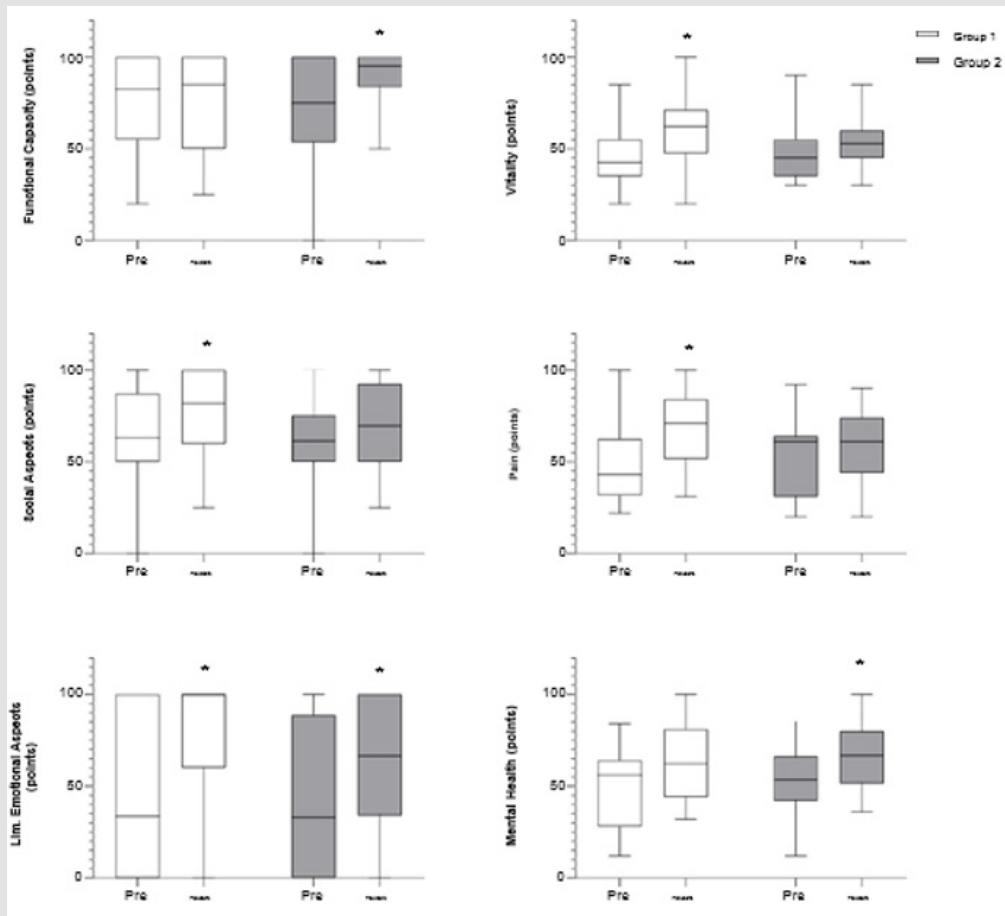 Functional Capacity (points)
*
100
50
0
Pre
Pre
Vitality (points)
*
100
50
0
Pre
Pre
Group 1
Group 2
Social Aspects (points)
*
100
50
0
Pre
Pre
Pain (points)
*
100
50
0
Pre
Pre
Lim. Emotional Aspects
(points)
*
*
100
50
0
Pre
Pre
Mental Health (points)
*
100
50
0
Pre
Pre